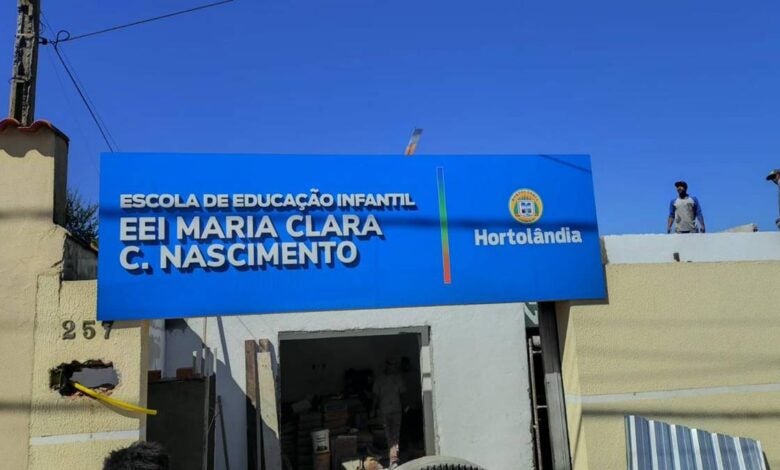 ESCOLA DE EDUCAÇÃO INFANTIL
EEI MARIA CLARA
C. NASCIMENTO
Hortolândia
257